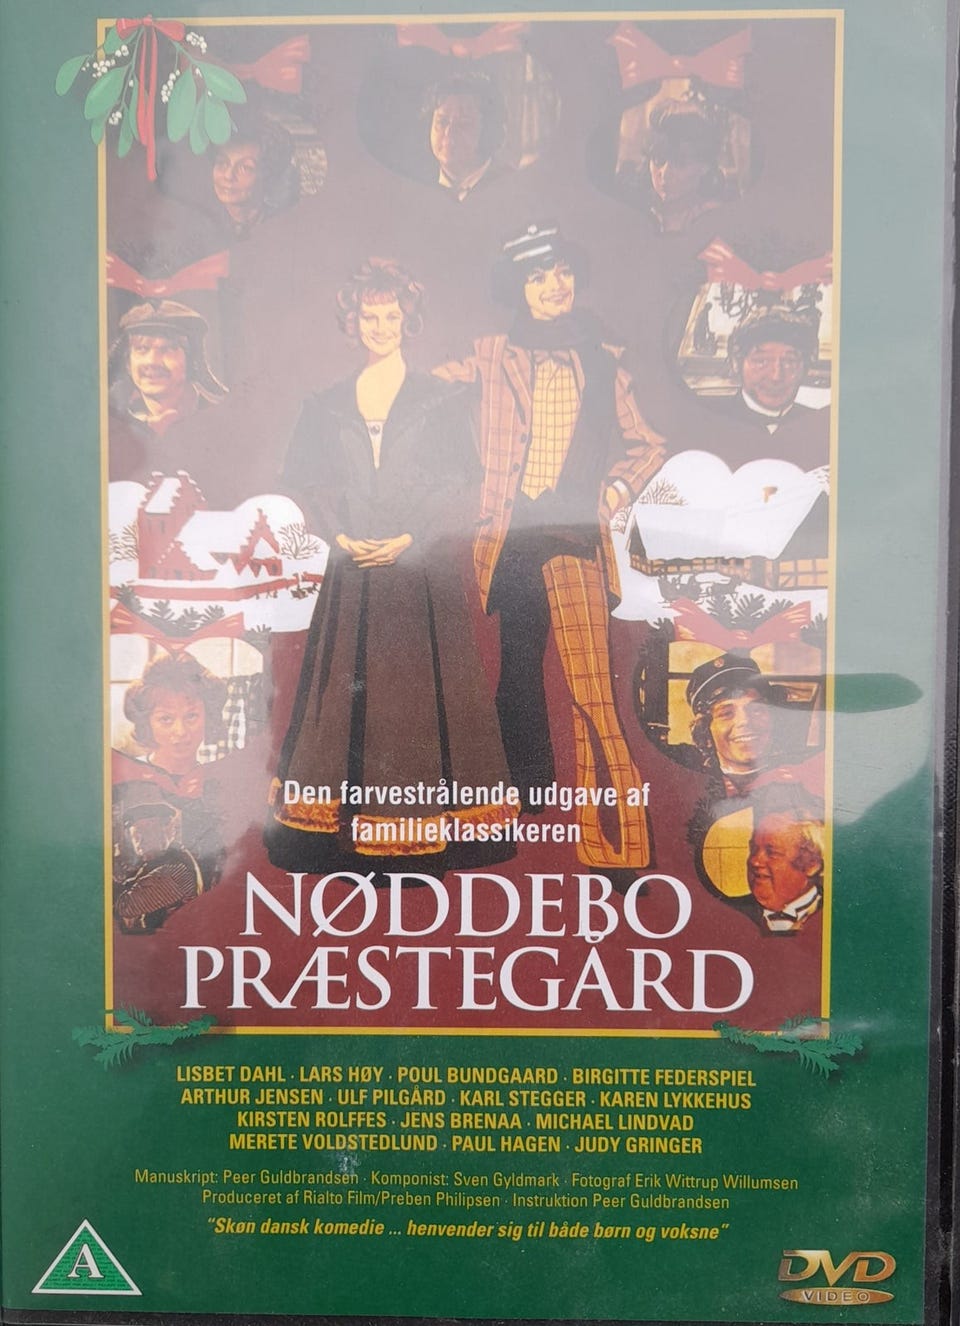 Den farvestrålende udgave af
familieklassikeren
NØDDEBO
PRÆSTEGÅRD
LISBET DAHL · LARS HØY · POUL BUNDGAARD · BIRGITTE FEDERSPIEL
ARTHUR JENSEN · ULF PILGÅRD · KARL STEGGER · KAREN LYKKEHUS
KIRSTEN ROLFFES · JENS BRENAA · MICHAEL LINDVAD
MERETE VOLDSTEDLUND · PAUL HAGEN · JUDY GRINGER
Manuskript: Peer Guldbrandsen · Komponist: Sven Gyldmark · Fotograf Erik Wittrup Willumsen
Produceret af Rialto Film/Preben Philipsen · Instruktion Peer Guldbrandsen
"Skøn dansk komedie ... henvender sig til både børn og voksne"
A
DVD
VIDEO